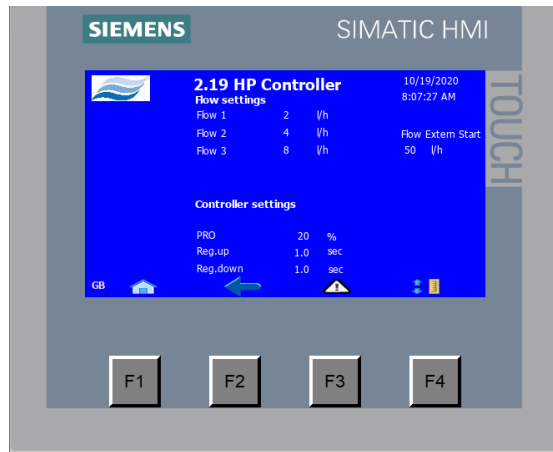 SIEMENS SIMATIC HMI
TOUCH
2.19 HP Controller 10/19/2020
Flow settings 8:07:27 AM
Flow 1 2 l/h
Flow 2 4 l/h Flow Extern Start
Flow 3 8 l/h 50 l/h
Controller settings
PRO 20 %
Reg.up 1.0 sec
Reg.down 1.0 sec
GB
F1 F2 F3 F4